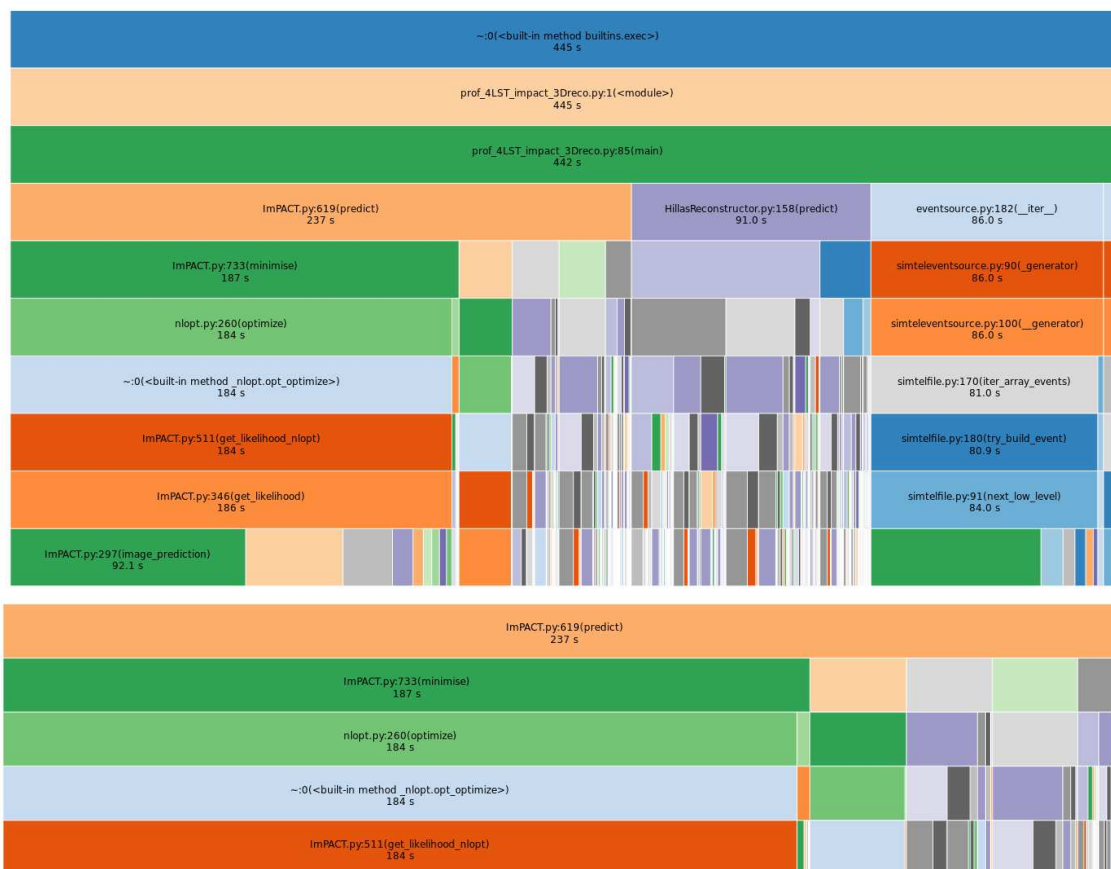 ~:0(<built-in method builtins.exec>)
445 s
prof_4LST_impact_3Dreco.py:1(<module>)
445 s
prof_4LST_impact_3Dreco.py:85(main)
442 s
ImPACT.py:619(predict)
237 s
HillasReconstructor.py:158(predict)
91.0 s
eventsource.py:182(__iter__)
86.0 s
ImPACT.py:733(minimise)
187 s
simteleventsource.py:90(_generator)
86.0 s
nlopt.py:260(optimize)
184 s
simteleventsource.py:100(__generator)
86.0 s
~:0(<built-in method _nlopt.opt_optimize>)
184 s
simtelfile.py:170(iter_array_events)
81.0 s
ImPACT.py:511(get_likelihood_nlopt)
184 s
simtelfile.py:180(try_build_event)
80.9 s
ImPACT.py:346(get_likelihood)
186 s
simtelfile.py:91(next_low_level)
84.0 s
ImPACT.py:297(image_prediction)
92.1 s
ImPACT.py:619(predict)
237 s
ImPACT.py:733(minimise)
187 s
nlopt.py:260(optimize)
184 s
~:0(<built-in method _nlopt.opt_optimize>)
184 s
ImPACT.py:511(get_likelihood_nlopt)
184 s